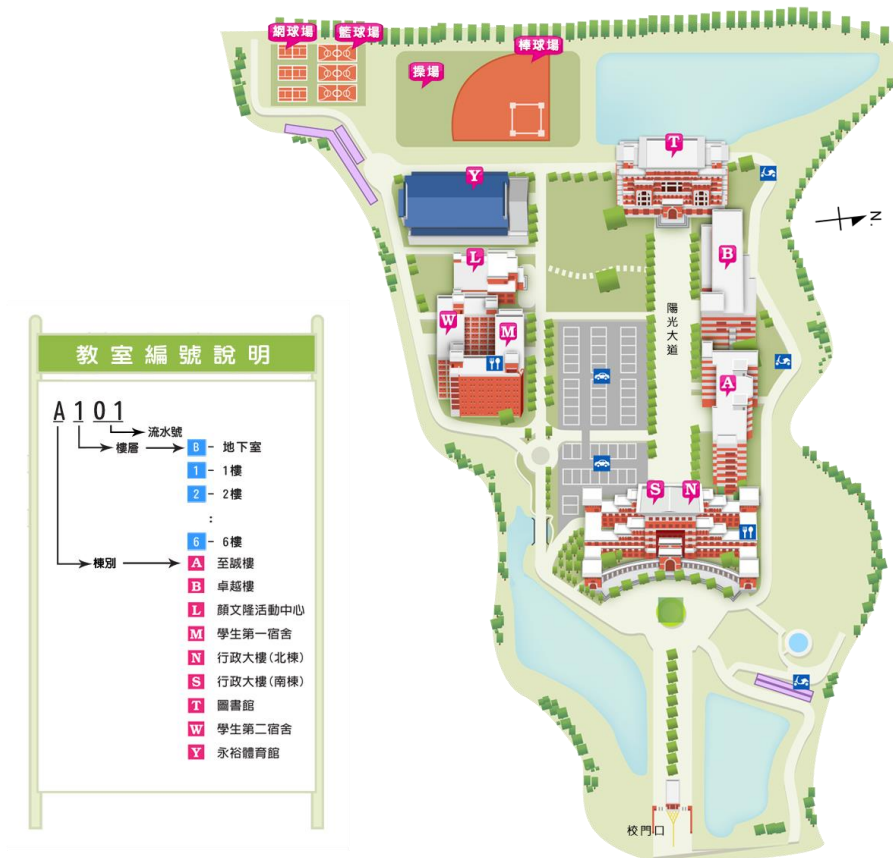 網球場
籃球場
棒球場
操場
T
Y
N.
B
L
W
M
陽光大道
A
S
N
校門口
教室編號說明
A 1 0 1
流水號
樓層
B - 地下室
1 - 1樓
2 - 2樓
:
6 - 6樓
棟別
A 至誠樓
B 卓越樓
L 顏文隆活動中心
M 學生第一宿舍
N 行政大樓(北棟)
S 行政大樓(南棟)
T 圖書館
W 學生第二宿舍
Y 永裕體育館